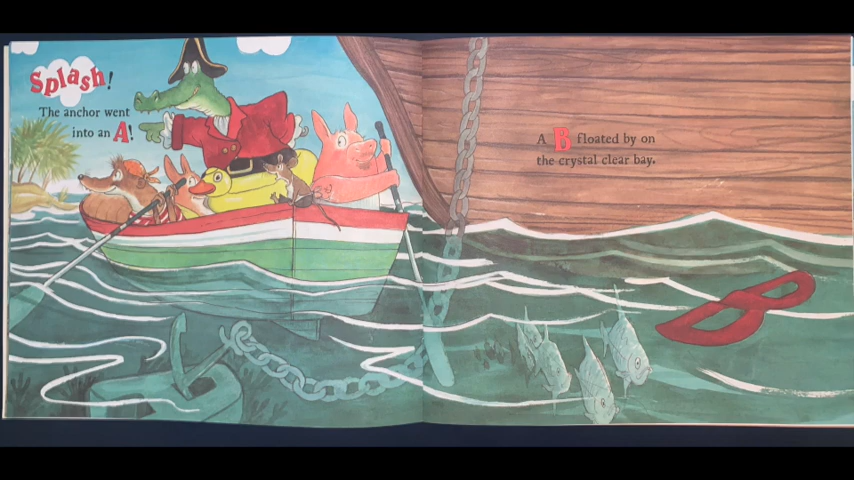 Splash!
The anchor went
into an A!
A B floated by on
the crystal clear bay.